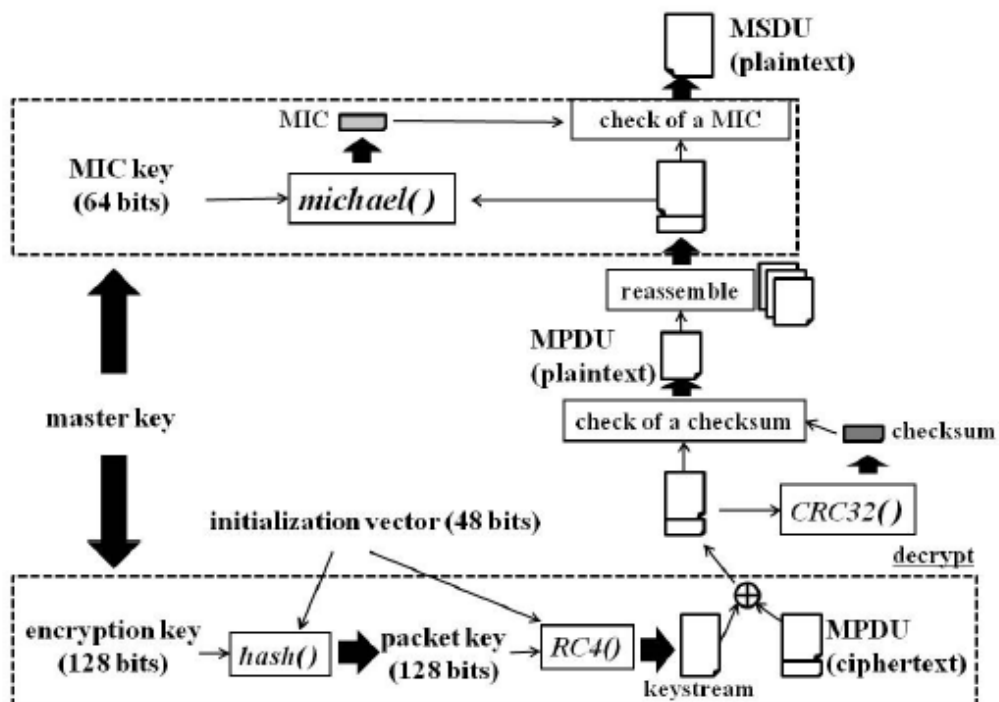 MSDU
(plaintext)
MIC
check of a MIC
MIC key
(64 bits)
michael()
reassemble
MPDU
(plaintext)
master key
check of a checksum
checksum
initialization vector (48 bits)
CRC32()
decrypt
encryption key
(128 bits)
hash()
packet key
(128 bits)
RC4()
keystream
MPDU
(ciphertext)